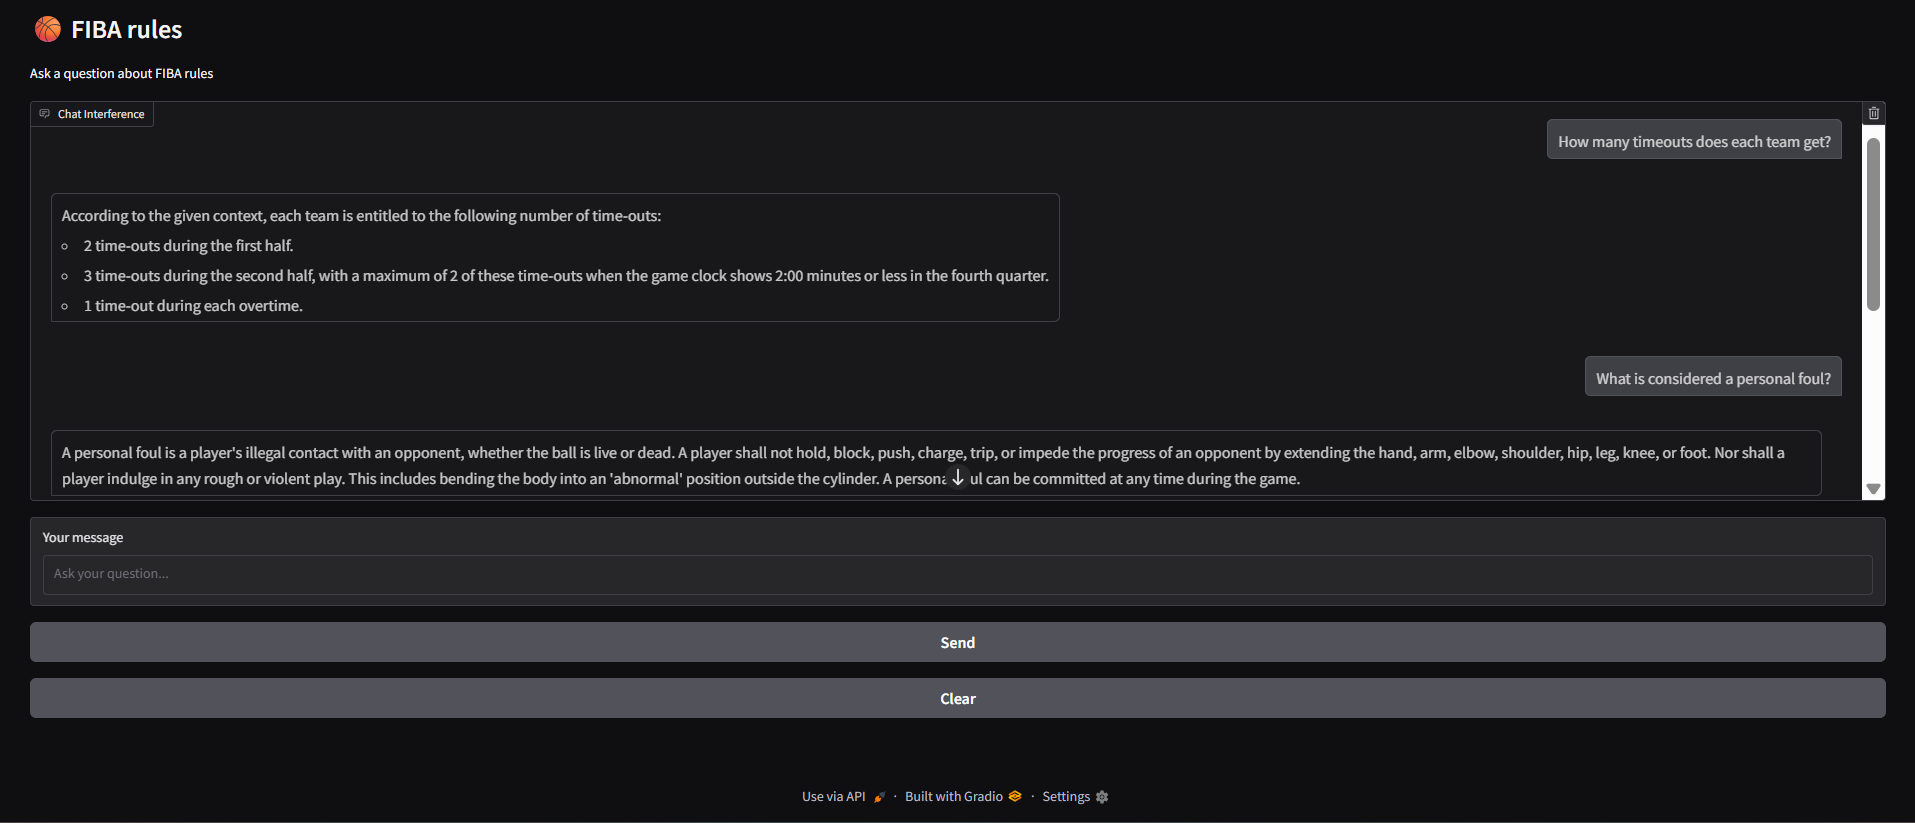 FIBA rules
Ask a question about FIBA rules
Chat Interference
How many timeouts does each team get?
According to the given context, each team is entitled to the following number of time-outs:
2 time-outs during the first half.
3 time-outs during the second half, with a maximum of 2 of these time-outs when the game clock shows 2:00 minutes or less in the fourth quarter.
1 time-out during each overtime.
What is considered a personal foul?
A personal foul is a player's illegal contact with an opponent, whether the ball is live or dead. A player shall not hold, block, push, charge, trip, or impede the progress of an opponent by extending the hand, arm, elbow, shoulder, hip, leg, knee, or foot. Nor shall a
player indulge in any rough or violent play. This includes bending the body into an 'abnormal' position outside the cylinder. A persona ul can be committed at any time during the game.
Your message
Ask your question...
Send
Clear
Use via API · Built with Gradio · Settings